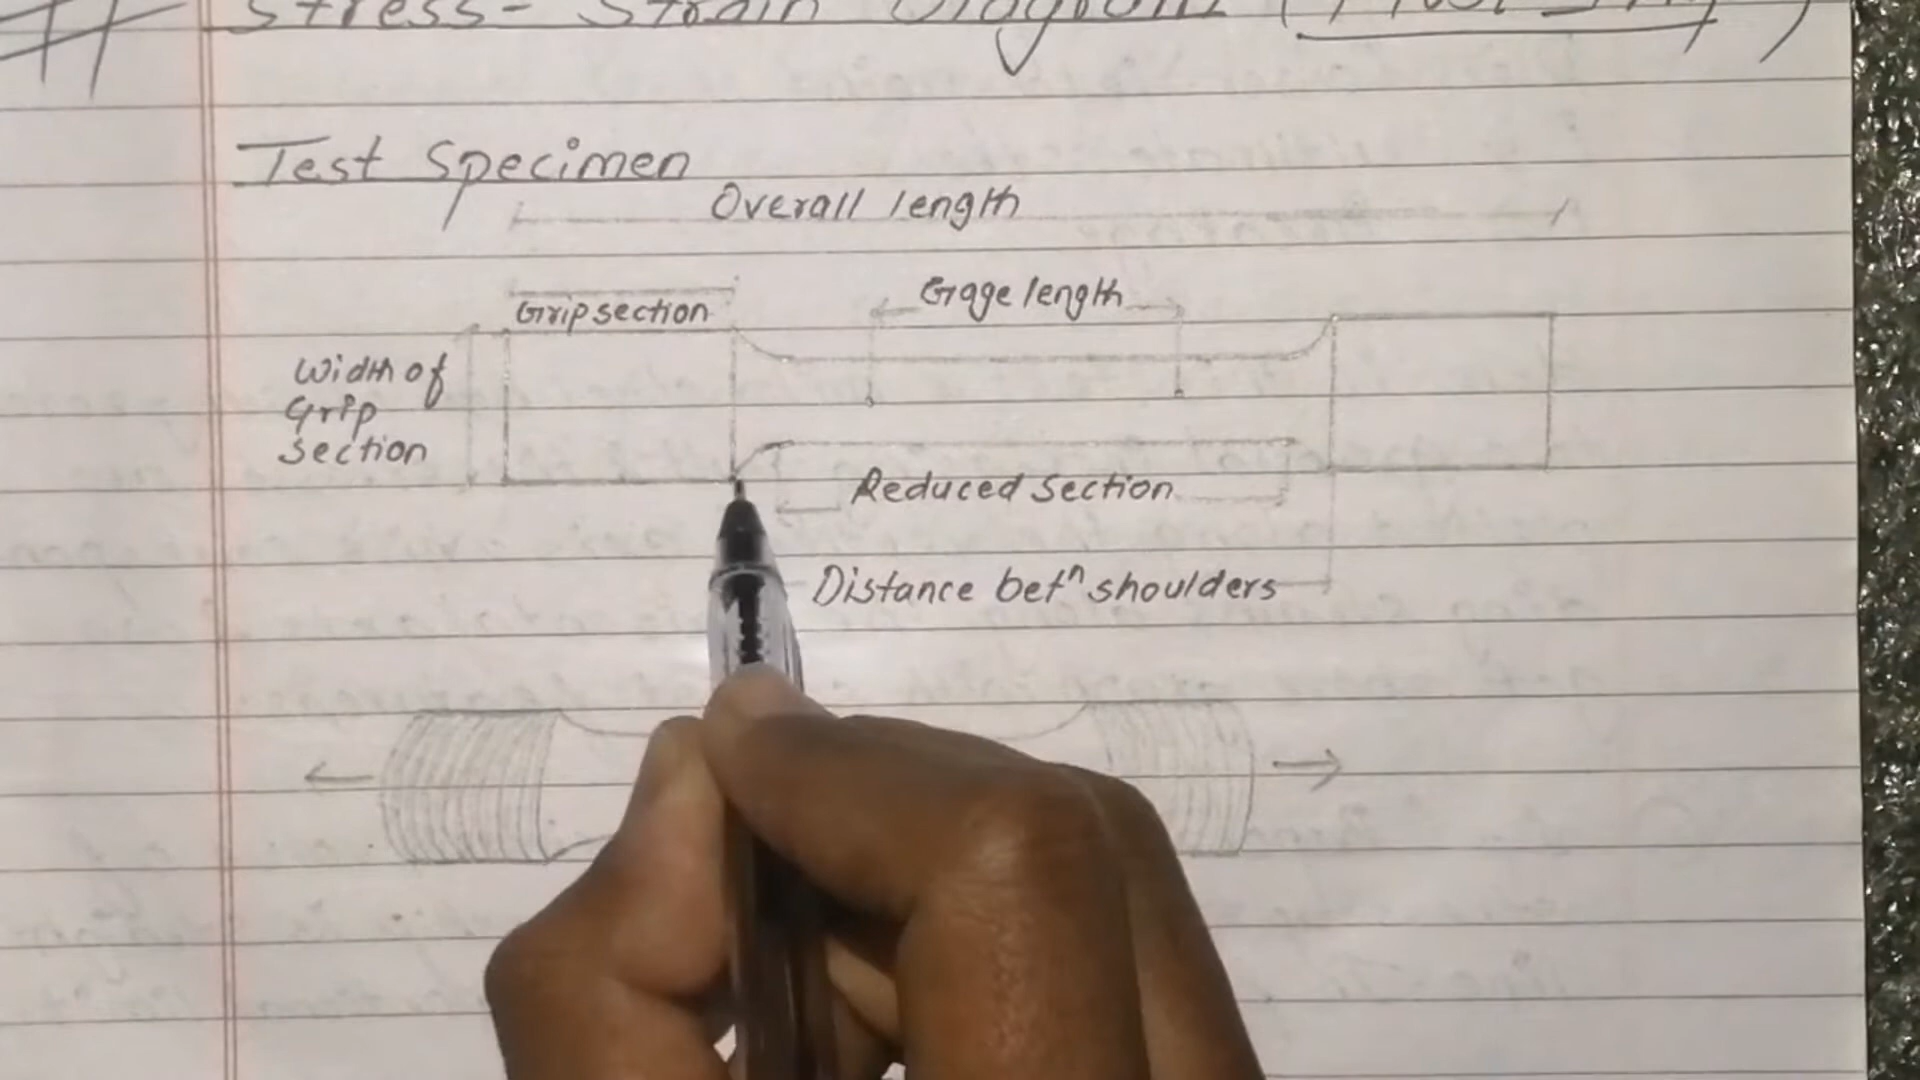 # Stress-Strain Diagram (
Test Specimen
Overall length
Grip section
Gage length
Width of
Grip
section
Reduced Section
Distance betⁿ shoulders